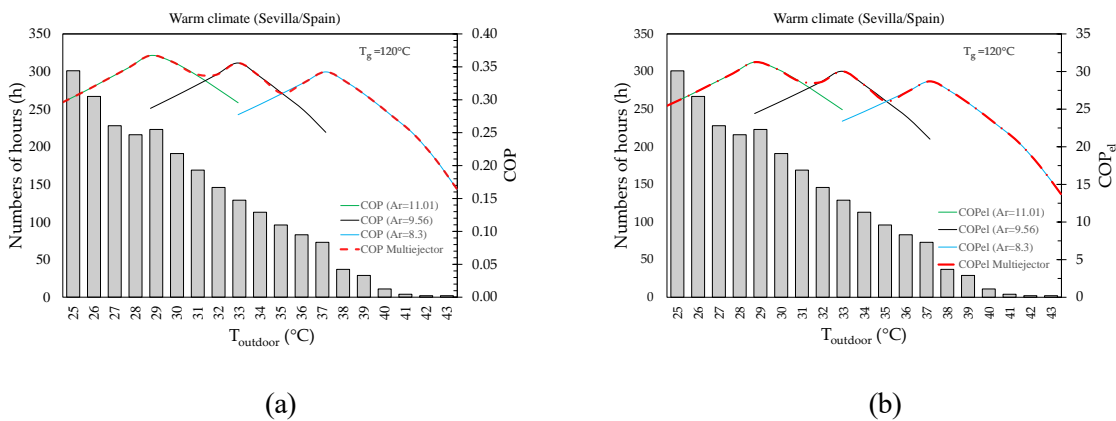 Warm climate (Sevilla/Spain)
350
300
250
200
150
100
50
0
Numbers of hours (h)
T_g =120°C
COP (Ar=11.01)
COP (Ar=9.56)
COP (Ar=8.3)
COP Multiejector
0.40
0.35
0.30
0.25
0.20
0.15
0.10
0.05
0.00
COP
25 26 27 28 29 30 31 32 33 34 35 36 37 38 39 40 41 42 43
T_outdoor (°C)
(a)
Warm climate (Sevilla/Spain)
350
300
250
200
150
100
50
0
Numbers of hours (h)
T_g =120°C
COPel (Ar=11.01)
COPel (Ar=9.56)
COPel (Ar=8.3)
COPel Multiejector
35
30
25
20
15
10
5
0
COP_el
25 26 27 28 29 30 31 32 33 34 35 36 37 38 39 40 41 42 43
T_outdoor (°C)
(b)